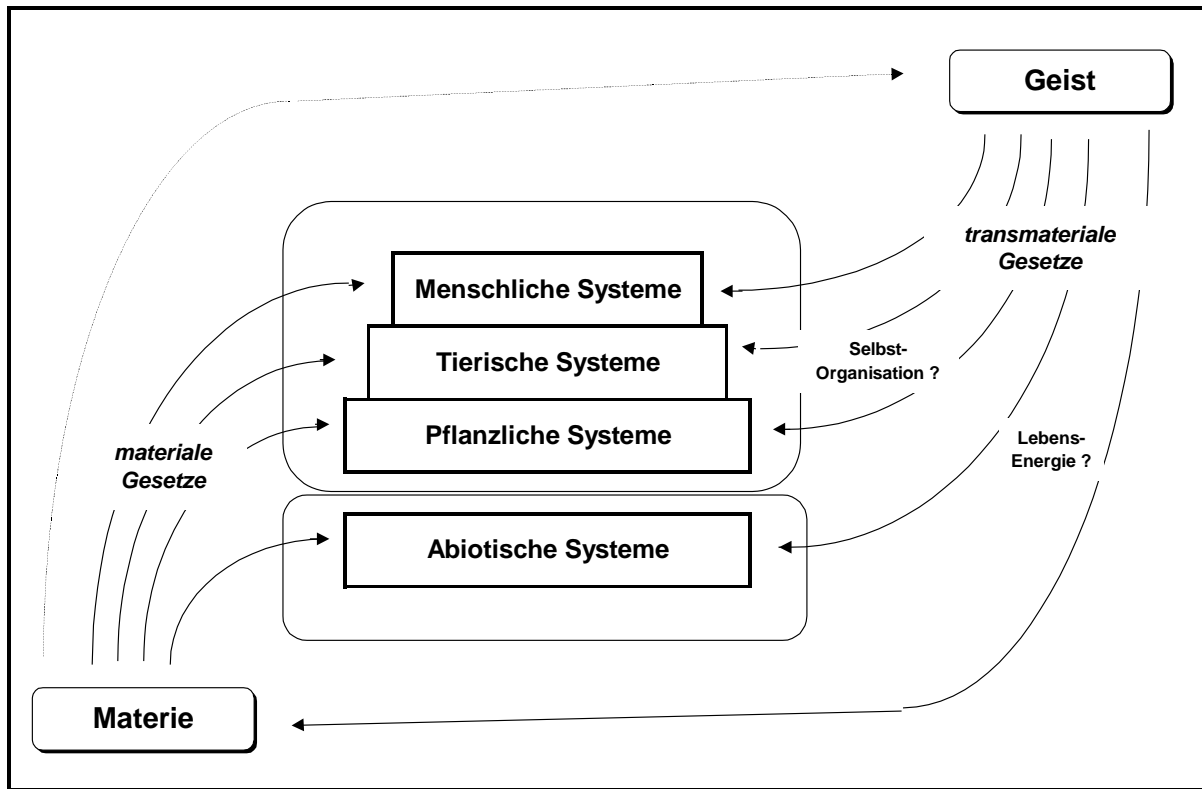 Geist
transmateriale
Gesetze
Menschliche Systeme
Tierische Systeme
Selbst-
Organisation ?
Pflanzliche Systeme
Lebens-
Energie ?
materiale
Gesetze
Abiotische Systeme
Materie